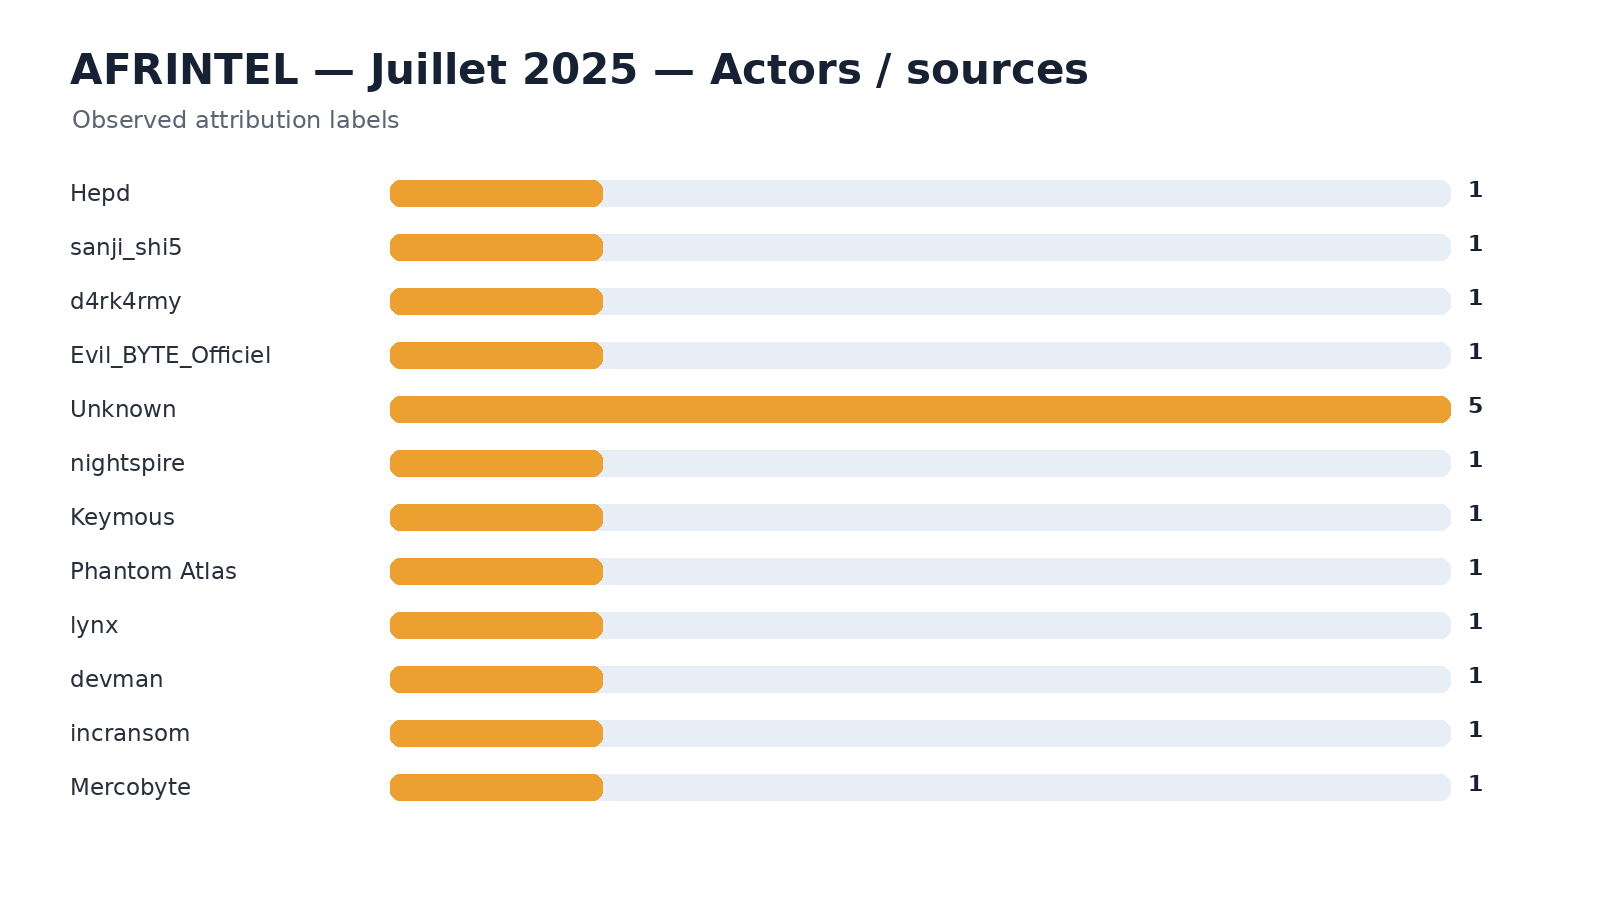 AFRINTEL — Juillet 2025 — Actors / sources
Observed attribution labels
Hepd 1
sanji_shi5 1
d4rk4rmy 1
Evil_BYTE_Officiel 1
Unknown 5
nightspire 1
Keymous 1
Phantom Atlas 1
lynx 1
devman 1
incransom 1
Mercobyte 1